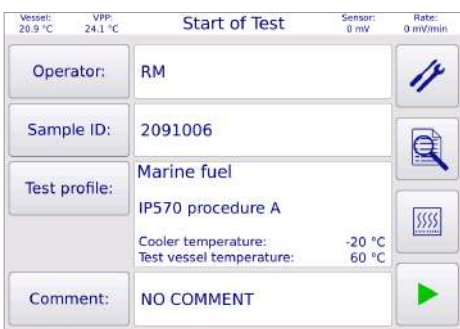 Vessel: VPP: Start of Test Sensor: Rate:
20.9 °C 24.1 °C 0 mV 0 mV/min
Operator: RM
Sample ID: 2091006
Test profile: Marine fuel
IP570 procedure A
Cooler temperature: -20 °C
Test vessel temperature: 60 °C
Comment: NO COMMENT